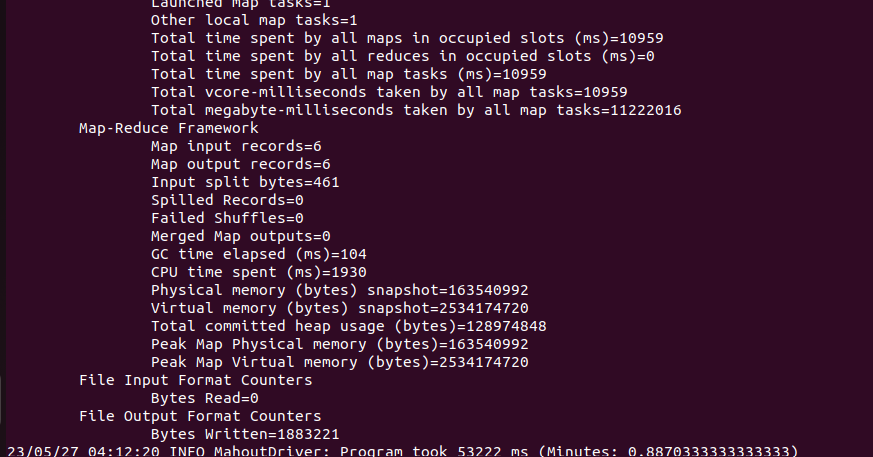 Launched map tasks=1
Other local map tasks=1
Total time spent by all maps in occupied slots (ms)=10959
Total time spent by all reduces in occupied slots (ms)=0
Total time spent by all map tasks (ms)=10959
Total vcore-milliseconds taken by all map tasks=10959
Total megabyte-milliseconds taken by all map tasks=11222016
Map-Reduce Framework
Map input records=6
Map output records=6
Input split bytes=461
Spilled Records=0
Failed Shuffles=0
Merged Map outputs=0
GC time elapsed (ms)=104
CPU time spent (ms)=1930
Physical memory (bytes) snapshot=163540992
Virtual memory (bytes) snapshot=2534174720
Total committed heap usage (bytes)=128974848
Peak Map Physical memory (bytes)=163540992
Peak Map Virtual memory (bytes)=2534174720
File Input Format Counters
Bytes Read=0
File Output Format Counters
Bytes Written=1883221
23/05/27 04:12:20 INFO MahoutDriver: Program took 53222 ms (Minutes: 0.8870333333333333)